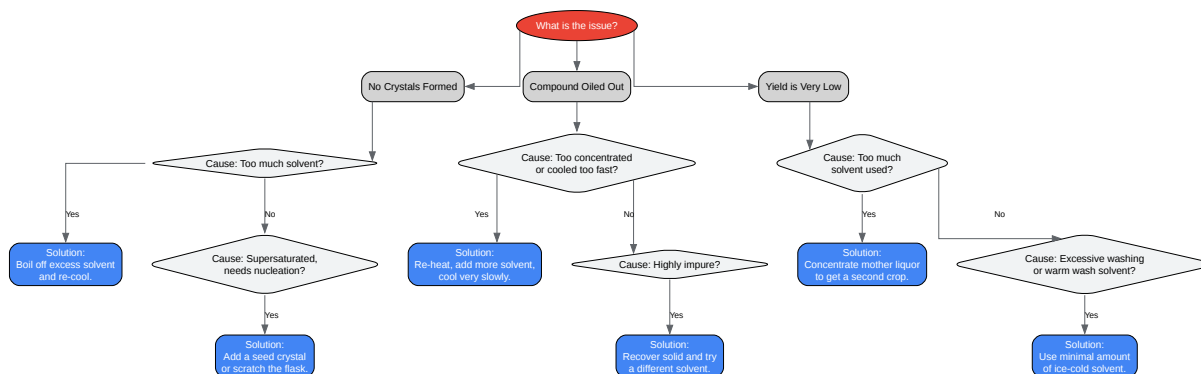 What is the issue?
No Crystals Formed
Compound Oiled Out
Yield is Very Low
Cause: Too much solvent?
Cause: Too concentrated
or cooled too fast?
Cause: Too much
solvent used?
Yes
No
Yes
No
Yes
No
Solution:
Boil off excess solvent
and re-cool.
Cause: Supersaturated,
needs nucleation?
Solution:
Re-heat, add more solvent,
cool very slowly.
Cause: Highly impure?
Solution:
Concentrate mother liquor
to get a second crop.
Cause: Excessive washing
or warm wash solvent?
Yes
Yes
Yes
Solution:
Add a seed crystal
or scratch the flask.
Solution:
Recover solid and try
a different solvent.
Solution:
Use minimal amount
of ice-cold solvent.